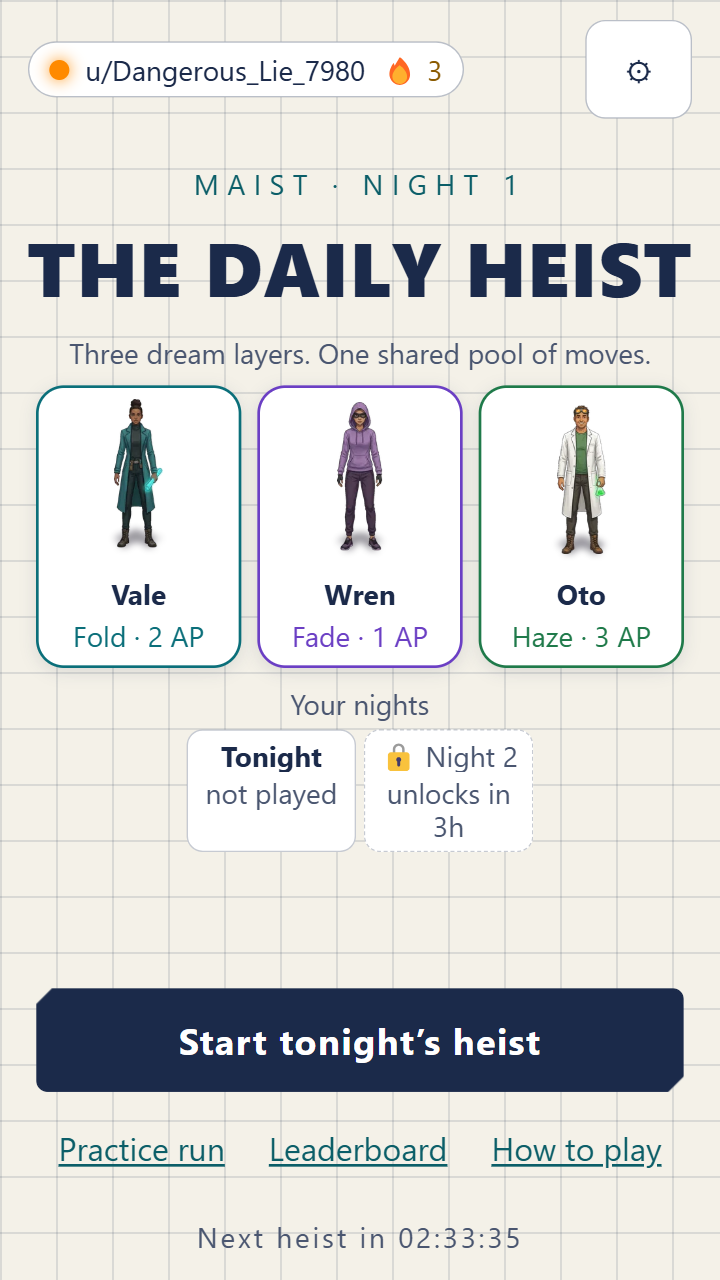 u/Dangerous_Lie_7980 🔥 3
⚙
MAIST · NIGHT 1
THE DAILY HEIST
Three dream layers. One shared pool of moves.
Vale
Fold · 2 AP
Wren
Fade · 1 AP
Oto
Haze · 3 AP
Your nights
Tonight
not played
🔒 Night 2
unlocks in
3h
Start tonight’s heist
Practice run
Leaderboard
How to play
Next heist in 02:33:35